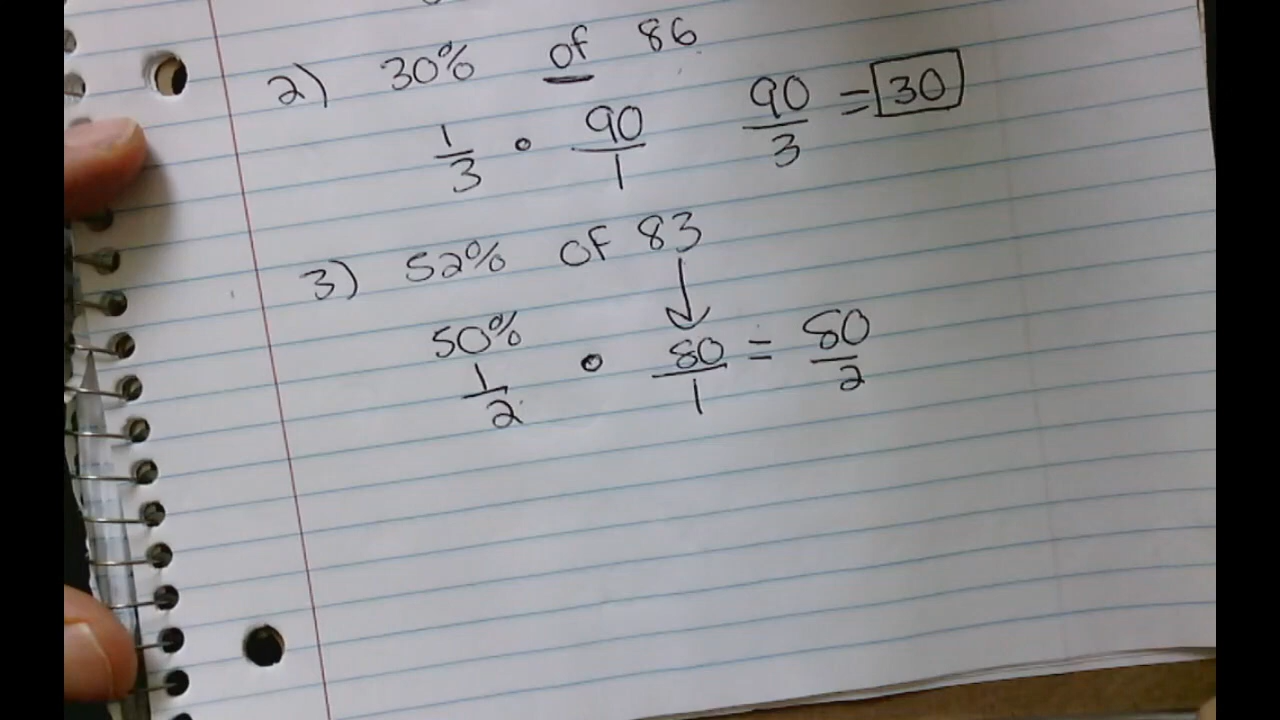 2) 30% of 86
1/3 • 90/1 90/3 = 30
3) 52% of 83
50%
1/2 • 80/1 = 80/2